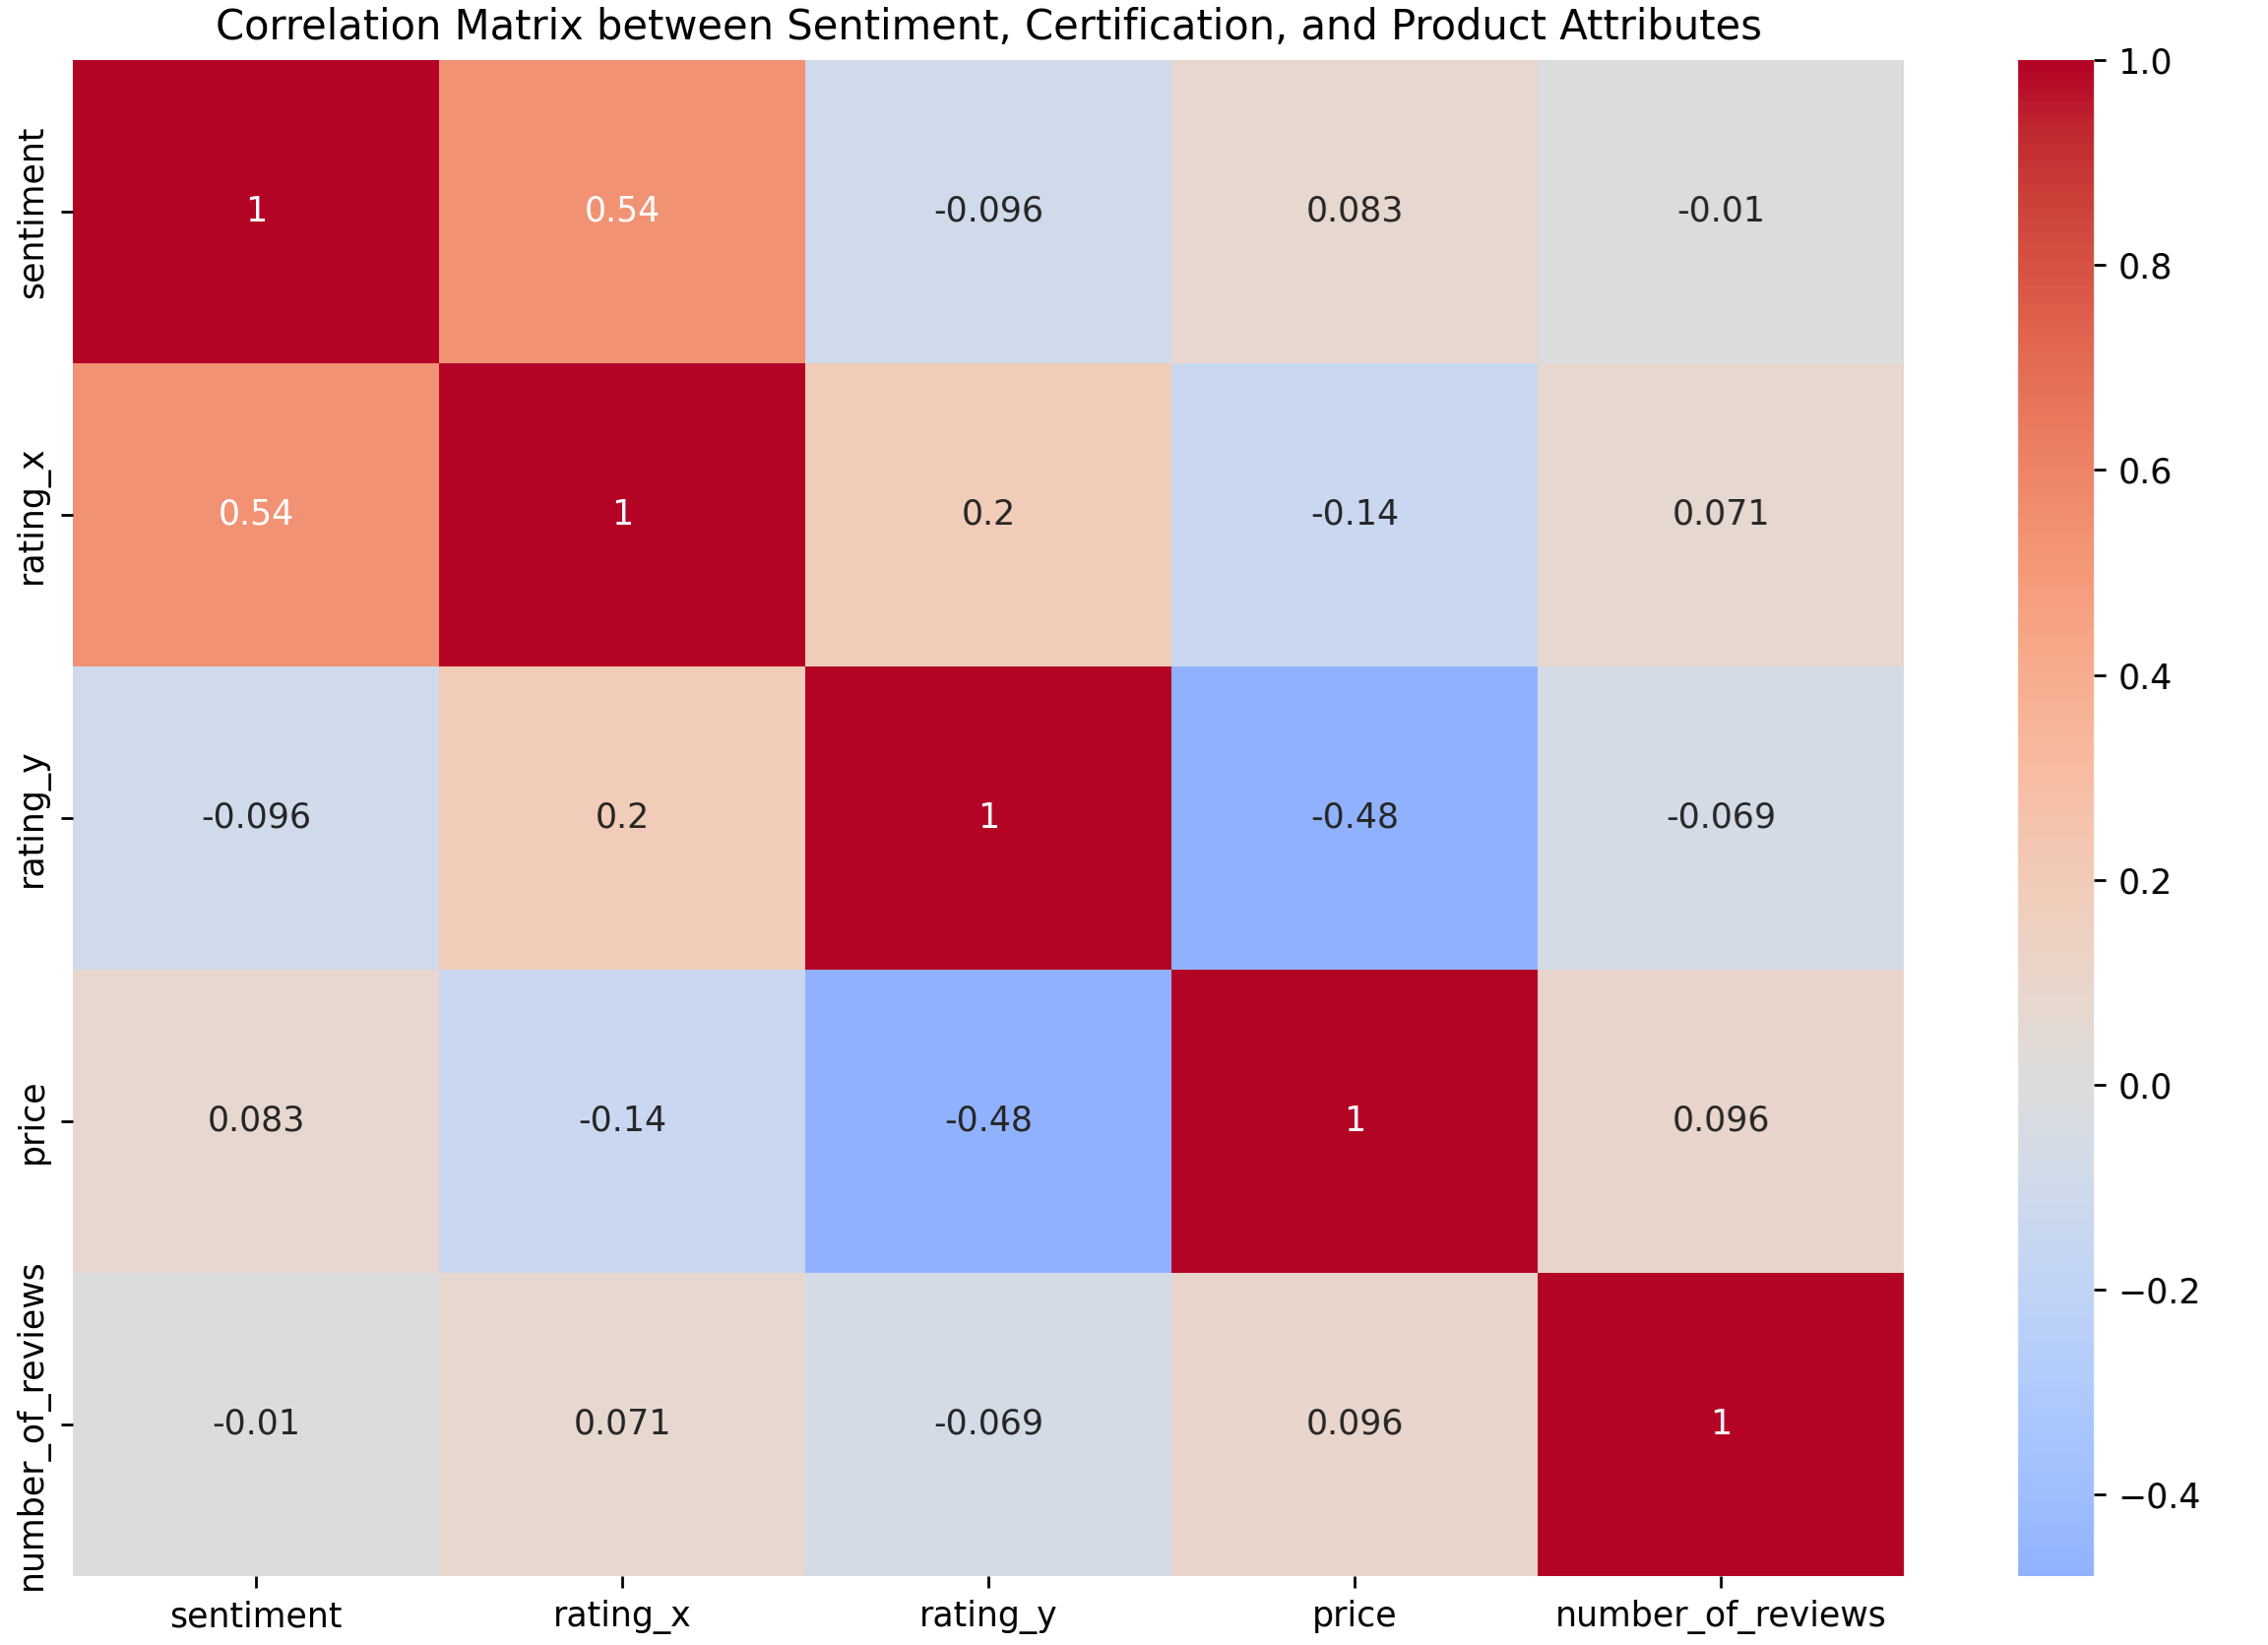 Correlation Matrix between Sentiment, Certification, and Product Attributes
sentiment
1 0.54 -0.096 0.083 -0.01
rating_x
0.54 1 0.2 -0.14 0.071
rating_y
-0.096 0.2 1 -0.48 -0.069
price
0.083 -0.14 -0.48 1 0.096
number_of_reviews
-0.01 0.071 -0.069 0.096 1
sentiment rating_x rating_y price number_of_reviews
1.0
0.8
0.6
0.4
0.2
0.0
−0.2
−0.4